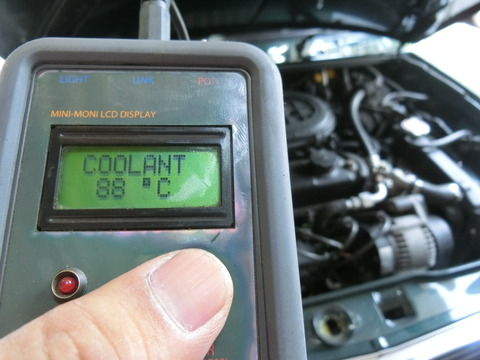 LIGHT LINK
MINI-MONI LCD DISPLAY
COOLANT
88 °C